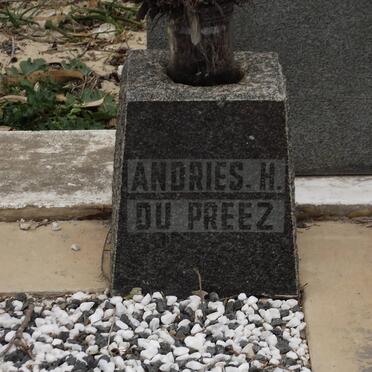 ANDRIES. H.
DU PREEZ